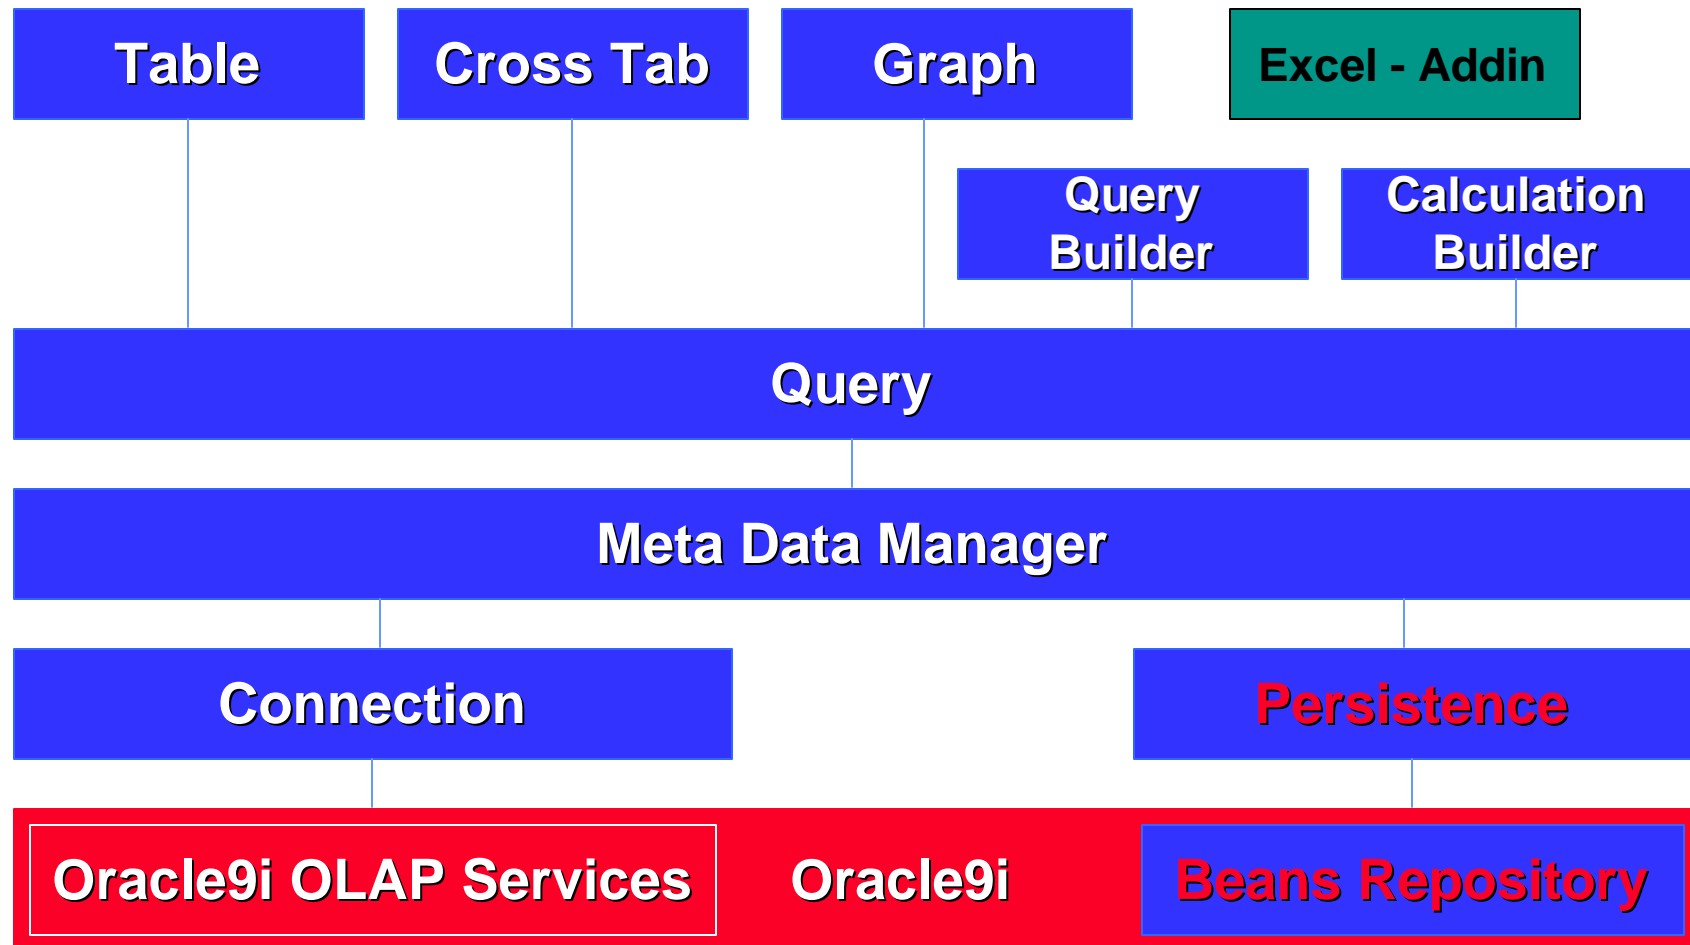 Table
Cross Tab
Graph
Excel - Addin
Query
Builder
Calculation
Builder
Query
Meta Data Manager
Connection
Persistence
Oracle9i OLAP Services
Oracle9i
Beans Repository